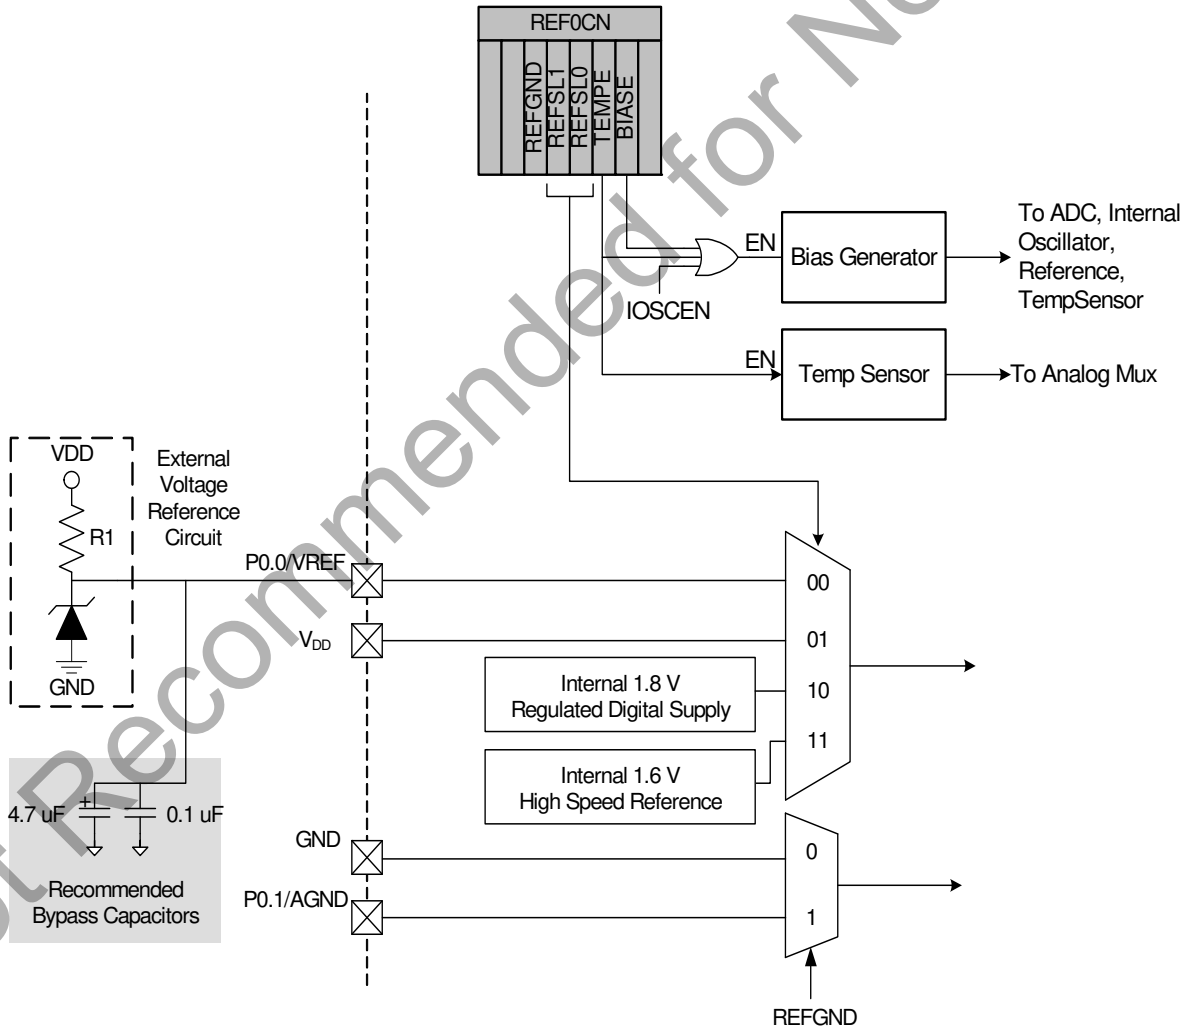 REF0CN
REFGND
REFSL1
REFSL0
TEMPE
BIASE
EN
Bias Generator
To ADC, Internal
Oscillator,
Reference,
TempSensor
IOSCEN
EN
Temp Sensor
To Analog Mux
VDD
R1
GND
External
Voltage
Reference
Circuit
P0.0/VREF
00
VDD
01
Internal 1.8 V
Regulated Digital Supply
10
Internal 1.6 V
High Speed Reference
11
4.7 uF
+
0.1 uF
Recommended
Bypass Capacitors
GND
0
P0.1/AGND
1
REFGND
Recommended for